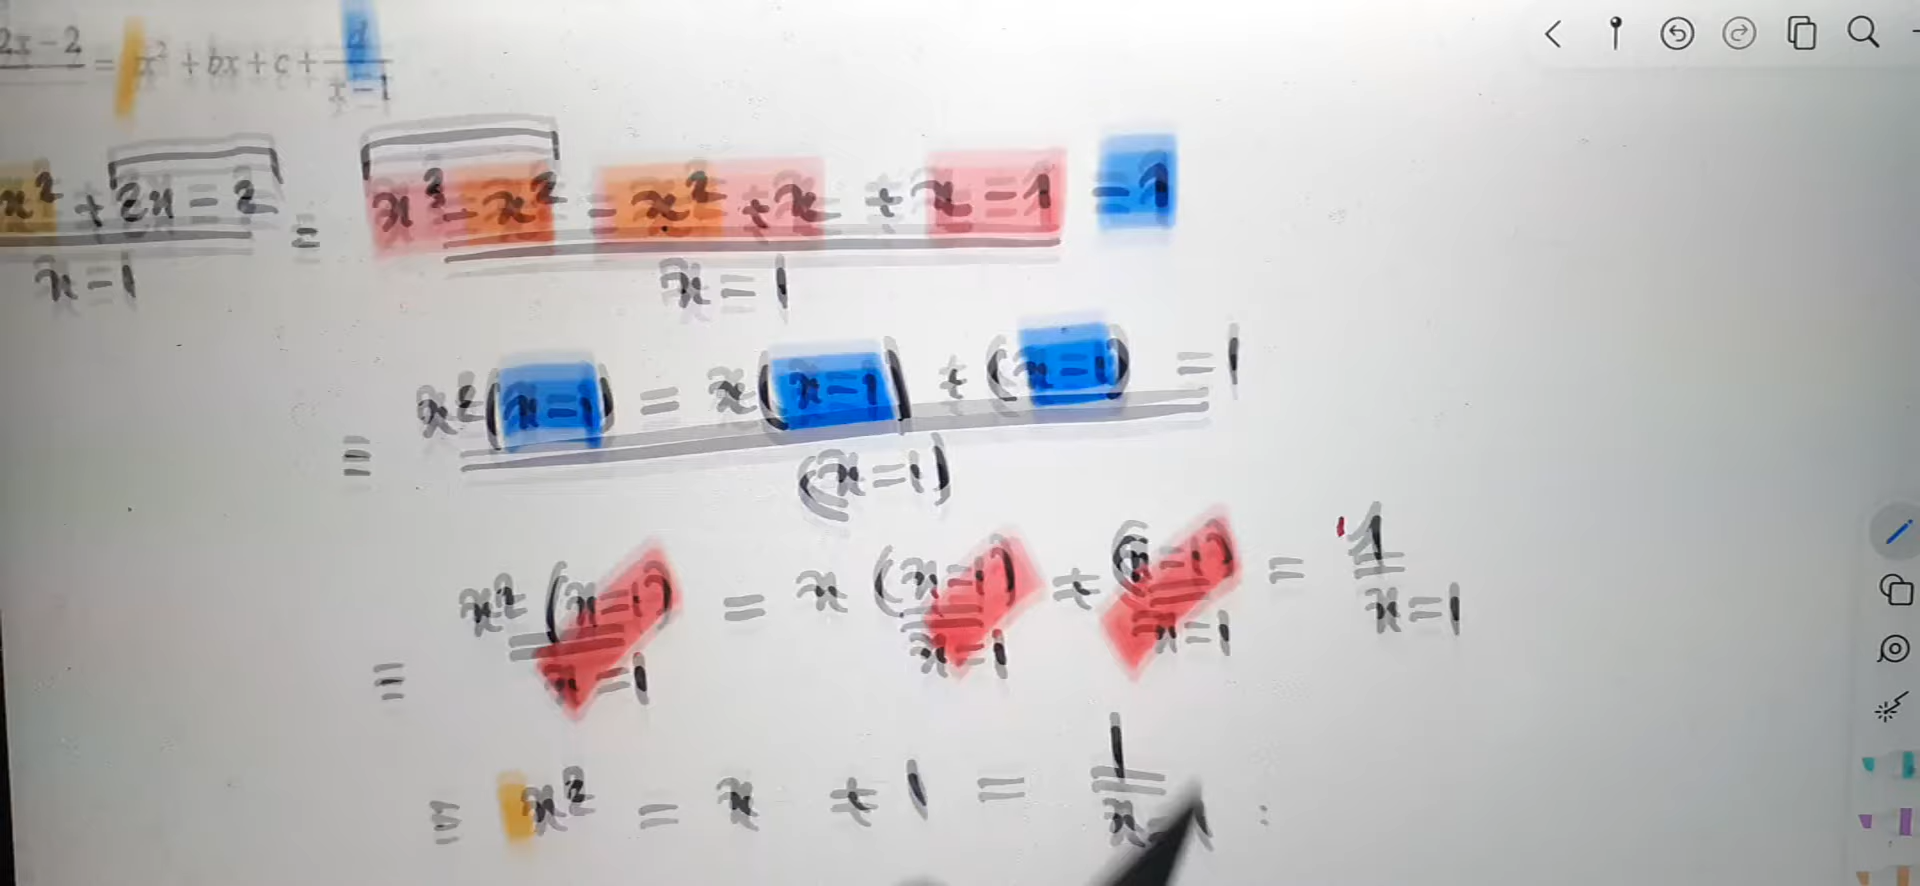 2x − 2 = x² + bx + c + d
x − 1
x² + 2x − 2 = x³ − x² − x² + x + x − 1 − 1
x − 1 x − 1
= x²(x − 1) − x(x − 1) + (x − 1) − 1
(x − 1)
= x²(x − 1) − x(x − 1) + (x − 1) − 1
x − 1 x − 1 x − 1 x − 1
= x² − x + 1 − 1
x − 1